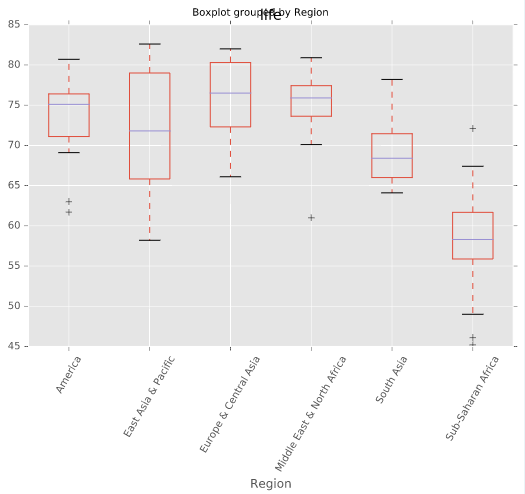 Boxplot grouped by Region
life
85
80
75
70
65
60
55
50
45
America
East Asia & Pacific
Europe & Central Asia
Middle East & North Africa
South Asia
Sub-Saharan Africa
Region